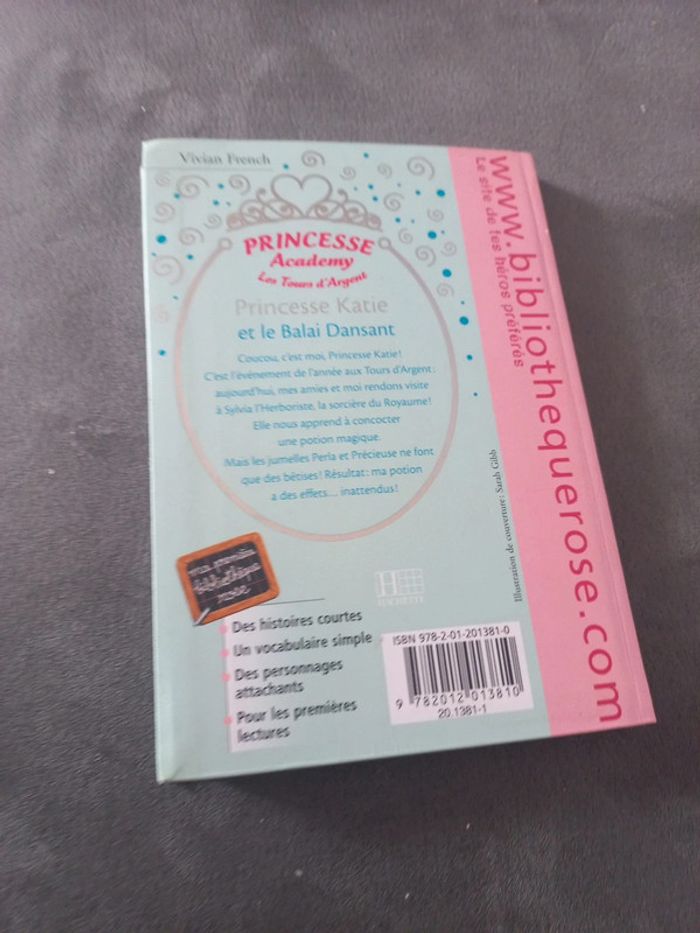 Vivian French
PRINCESSE
Academy
Les Tours d'Argent
Princesse Katie
et le Balai Dansant
Coucou, c'est moi, Princesse Katie!
C'est l'événement de l'année aux Tours d'Argent:
aujourd'hui, mes amies et moi rendons visite
à Sylvia l'Herboriste, la sorcière du Royaume!
Elle nous apprend à concocter
une potion magique.
Mais les jumelles Perla et Précieuse ne font
que des bêtises! Résultat: ma potion
a des effets... inattendus!
ma première
bibliothèque
rose
Des histoires courtes
Un vocabulaire simple
Des personnages
attachants
Pour les premières
lectures
HACHETTE
ISBN 978-2-01-201381-0
9 782012 013810
20.1381-1
Illustration de couverture: Sarah Gibb
www.bibliothequerose.com
Le site de tes héros préférés